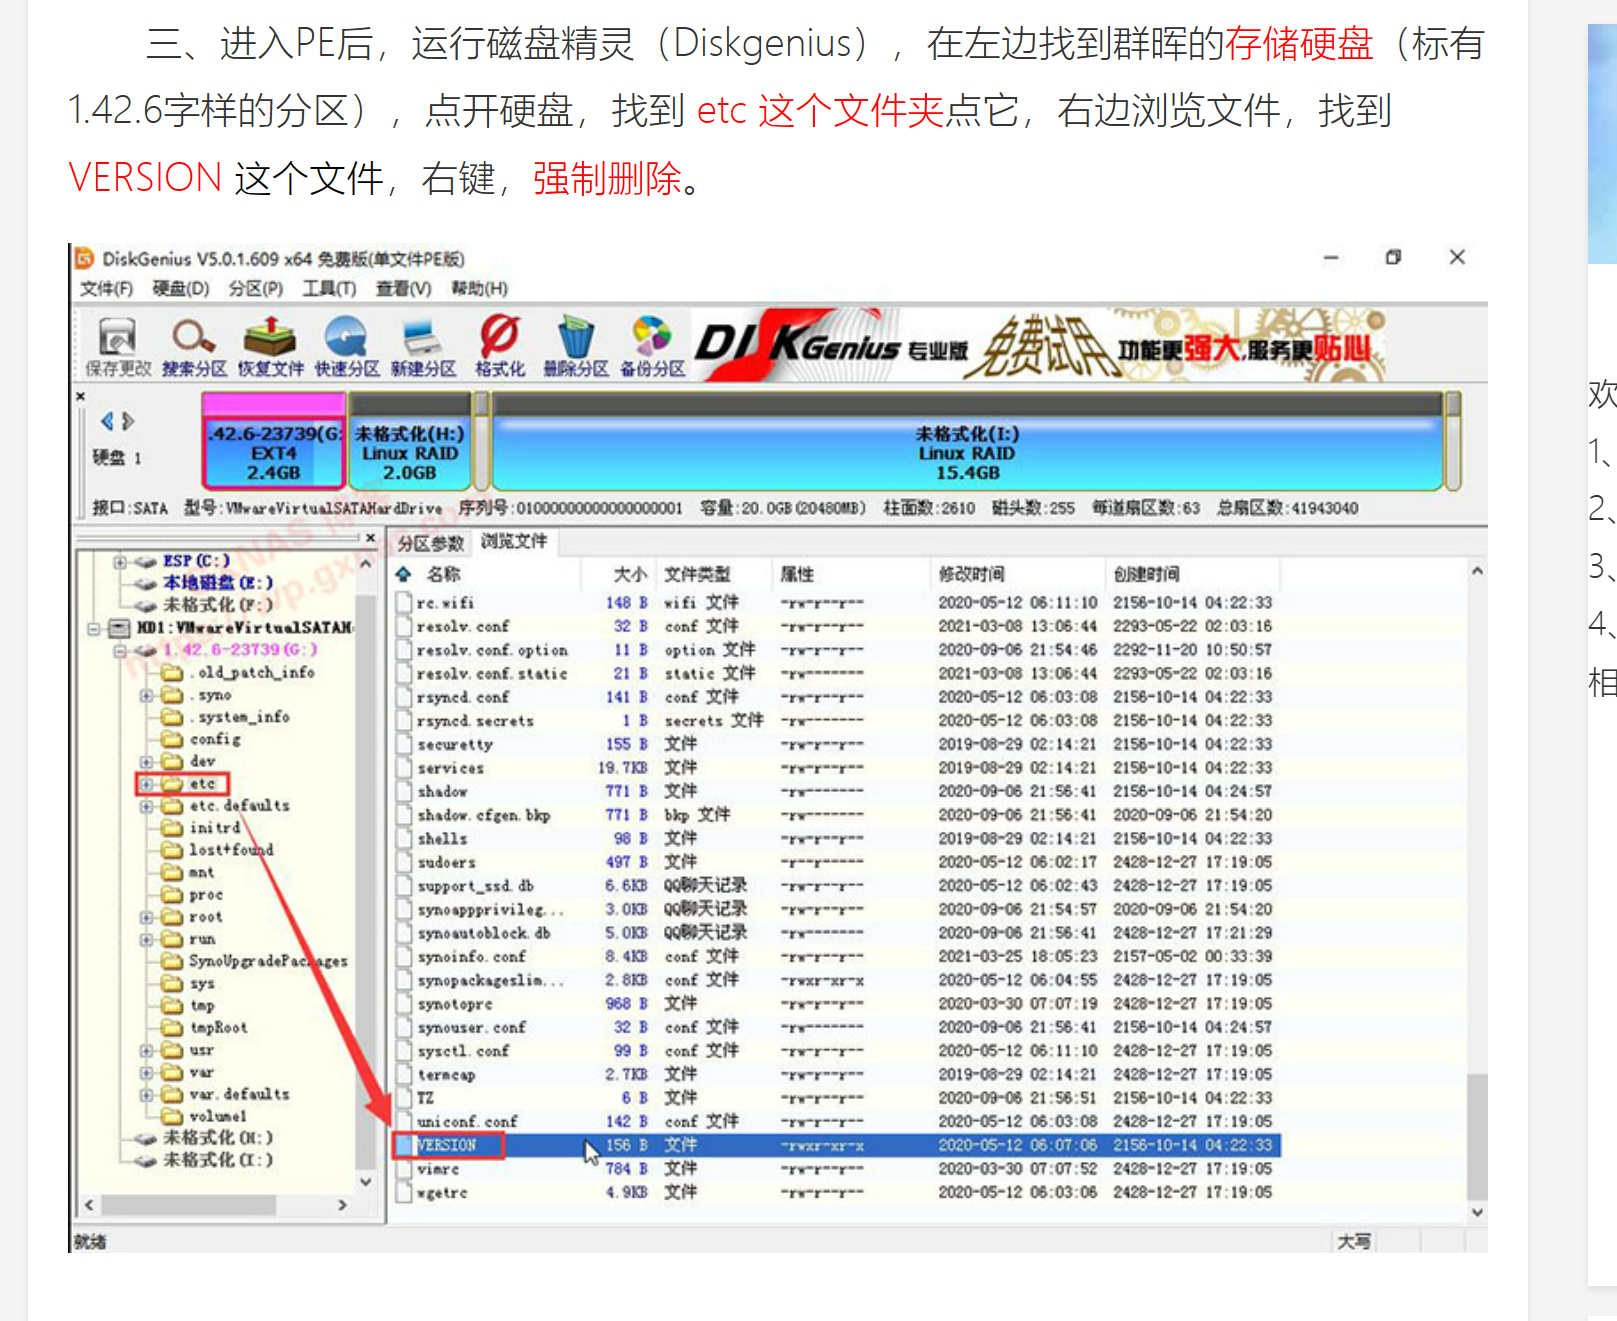 三、进入PE后，运行磁盘精灵（Diskgenius），在左边找到群晖的存储硬盘（标有
1.42.6字样的分区），点开硬盘，找到 etc 这个文件夹点它，右边浏览文件，找到
VERSION 这个文件，右键，强制删除。
DiskGenius V5.0.1.609 x64 免费版(单文件PE版)
文件(F) 硬盘(D) 分区(P) 工具(T) 查看(V) 帮助(H)
保存更改 搜索分区 恢复文件 快速分区 新建分区 格式化 删除分区 备份分区
DISKGenius 专业版 免费试用 功能更强大,服务更贴心
硬盘 1
.42.6-23739(G:
EXT4
2.4GB
未格式化(H:)
Linux RAID
2.0GB
未格式化(I:)
Linux RAID
15.4GB
接口:SATA 型号:VMwareVirtualSATAHardDrive 序列号:01000000000000000001 容量:20.0GB(20480MB) 柱面数:2610 磁头数:255 每道扇区数:63 总扇区数:41943040
ESP(C:)
本地磁盘(E:)
未格式化(F:)
HD1:VMwareVirtualSATAH
1.42.6-23739(G:)
.old_patch_info
.syno
.system_info
config
dev
etc
etc.defaults
initrd
lost+found
mnt
proc
root
run
SynoUpgradePackages
sys
tmp
tmpRoot
usr
var
var.defaults
volume1
未格式化(H:)
未格式化(I:)
分区参数 浏览文件
名称 大小 文件类型 属性 修改时间 创建时间
rc.wifi 148 B wifi 文件 -rw-r--r-- 2020-05-12 06:11:10 2156-10-14 04:22:33
resolv.conf 32 B conf 文件 -rw-r--r-- 2021-03-08 13:06:44 2293-05-22 02:03:16
resolv.conf.option 11 B option 文件 -rw-r--r-- 2020-09-06 21:54:46 2292-11-20 10:50:57
resolv.conf.static 21 B static 文件 -rw------- 2021-03-08 13:06:44 2293-05-22 02:03:16
rsyncd.conf 141 B conf 文件 -rw-r--r-- 2020-05-12 06:03:08 2156-10-14 04:22:33
rsyncd.secrets 1 B secrets 文件 -rw------- 2020-05-12 06:03:08 2156-10-14 04:22:33
securetty 155 B 文件 -rw-r--r-- 2019-08-29 02:14:21 2156-10-14 04:22:33
services 19.7KB 文件 -rw-r--r-- 2019-08-29 02:14:21 2156-10-14 04:22:33
shadow 771 B 文件 -rw------- 2020-09-06 21:56:41 2156-10-14 04:24:57
shadow.cfgen.bkp 771 B bkp 文件 -rw------- 2020-09-06 21:56:41 2020-09-06 21:54:20
shells 98 B 文件 -rw-r--r-- 2019-08-29 02:14:21 2156-10-14 04:22:33
sudoers 497 B 文件 -r--r----- 2020-05-12 06:02:17 2428-12-27 17:19:05
support_ssd.db 6.6KB QQ聊天记录 -rw-r--r-- 2020-05-12 06:02:43 2428-12-27 17:19:05
synoappprivileg... 3.0KB QQ聊天记录 -rw-r--r-- 2020-09-06 21:54:57 2020-09-06 21:54:20
synoautoblock.db 5.0KB QQ聊天记录 -rw------- 2020-09-06 21:56:41 2428-12-27 17:21:29
synoinfo.conf 8.4KB conf 文件 -rw-r--r-- 2021-03-25 18:05:23 2157-05-02 00:33:39
synopackageslim... 2.8KB conf 文件 -rwxr-xr-x 2020-05-12 06:04:55 2428-12-27 17:19:05
synotoprc 968 B 文件 -rw-r--r-- 2020-03-30 07:07:19 2428-12-27 17:19:05
synouser.conf 32 B conf 文件 -rw------- 2020-09-06 21:56:41 2156-10-14 04:24:57
sysctl.conf 99 B conf 文件 -rw-r--r-- 2020-05-12 06:11:10 2428-12-27 17:19:05
termcap 2.7KB 文件 -rw-r--r-- 2019-08-29 02:14:21 2428-12-27 17:19:05
TZ 6 B 文件 -rw-r--r-- 2020-09-06 21:56:51 2156-10-14 04:22:33
uniconf.conf 142 B conf 文件 -rw-r--r-- 2020-05-12 06:03:08 2428-12-27 17:19:05
VERSION 156 B 文件 -rwxr-xr-x 2020-05-12 06:07:06 2156-10-14 04:22:33
vimrc 784 B 文件 -rw-r--r-- 2020-03-30 07:07:52 2428-12-27 17:19:05
wgetrc 4.9KB 文件 -rw-r--r-- 2020-05-12 06:03:06 2428-12-27 17:19:05
就绪 大写
欢
1、
2、
3、
4、
相